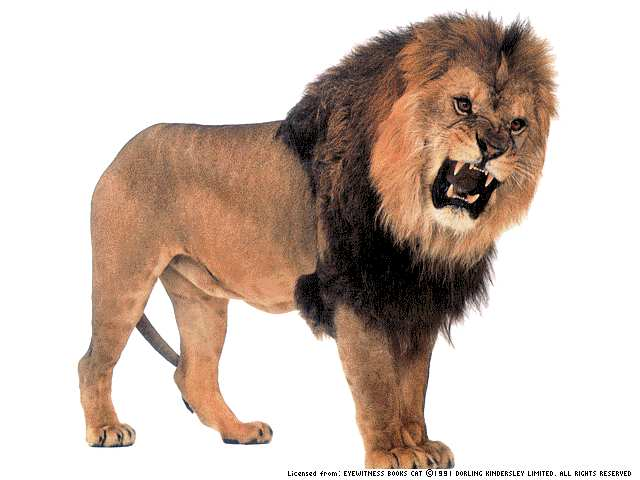 Licensed from: EYEWITNESS BOOKS CAT ©1991 DORLING KINDERSLEY LIMITED. ALL RIGHTS RESERVED